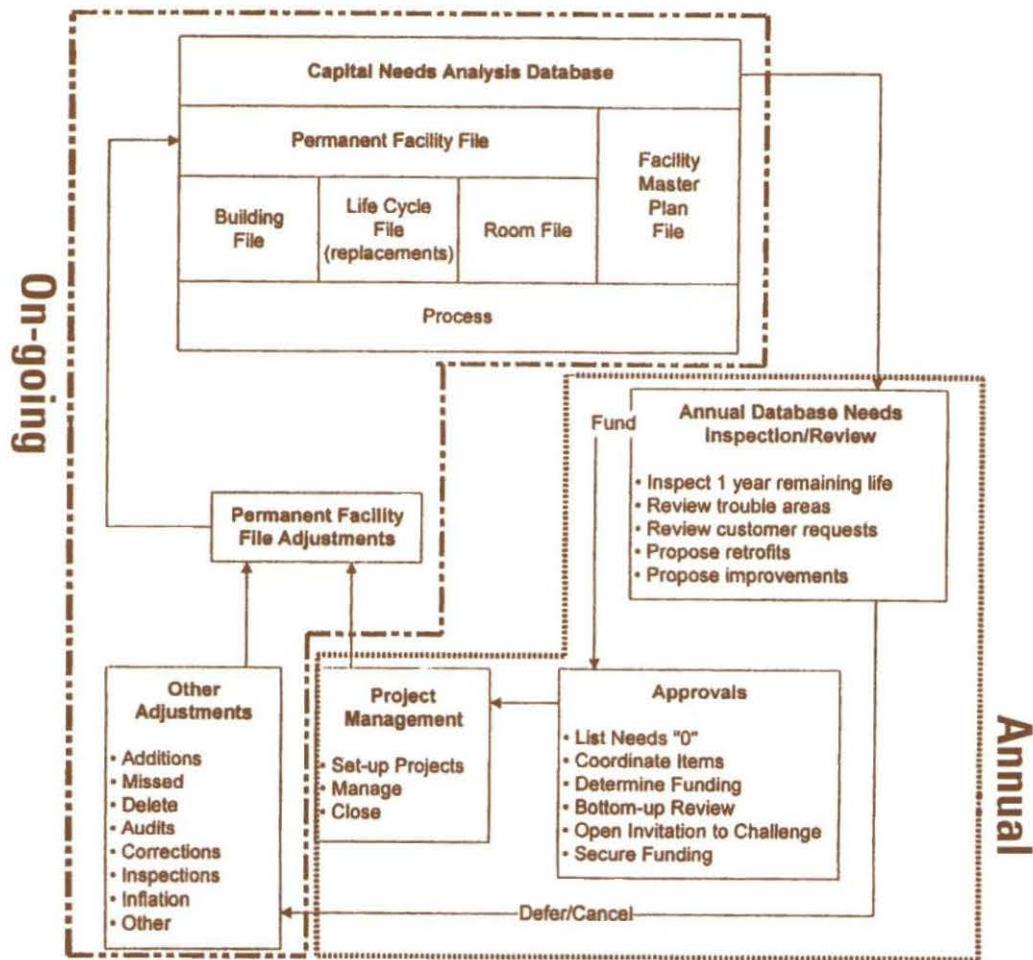 On-going
Capital Needs Analysis Database
Permanent Facility File
Facility
Master
Plan
File
Building
File
Life Cycle
File
(replacements)
Room File
Process
Fund
Annual Database Needs
Inspection/Review
• Inspect 1 year remaining life
• Review trouble areas
• Review customer requests
• Propose retrofits
• Propose improvements
Permanent Facility
File Adjustments
Other
Adjustments
• Additions
• Missed
• Delete
• Audits
• Corrections
• Inspections
• Inflation
• Other
Project
Management
• Set-up Projects
• Manage
• Close
Approvals
• List Needs "0"
• Coordinate Items
• Determine Funding
• Bottom-up Review
• Open Invitation to Challenge
• Secure Funding
Defer/Cancel
Annual